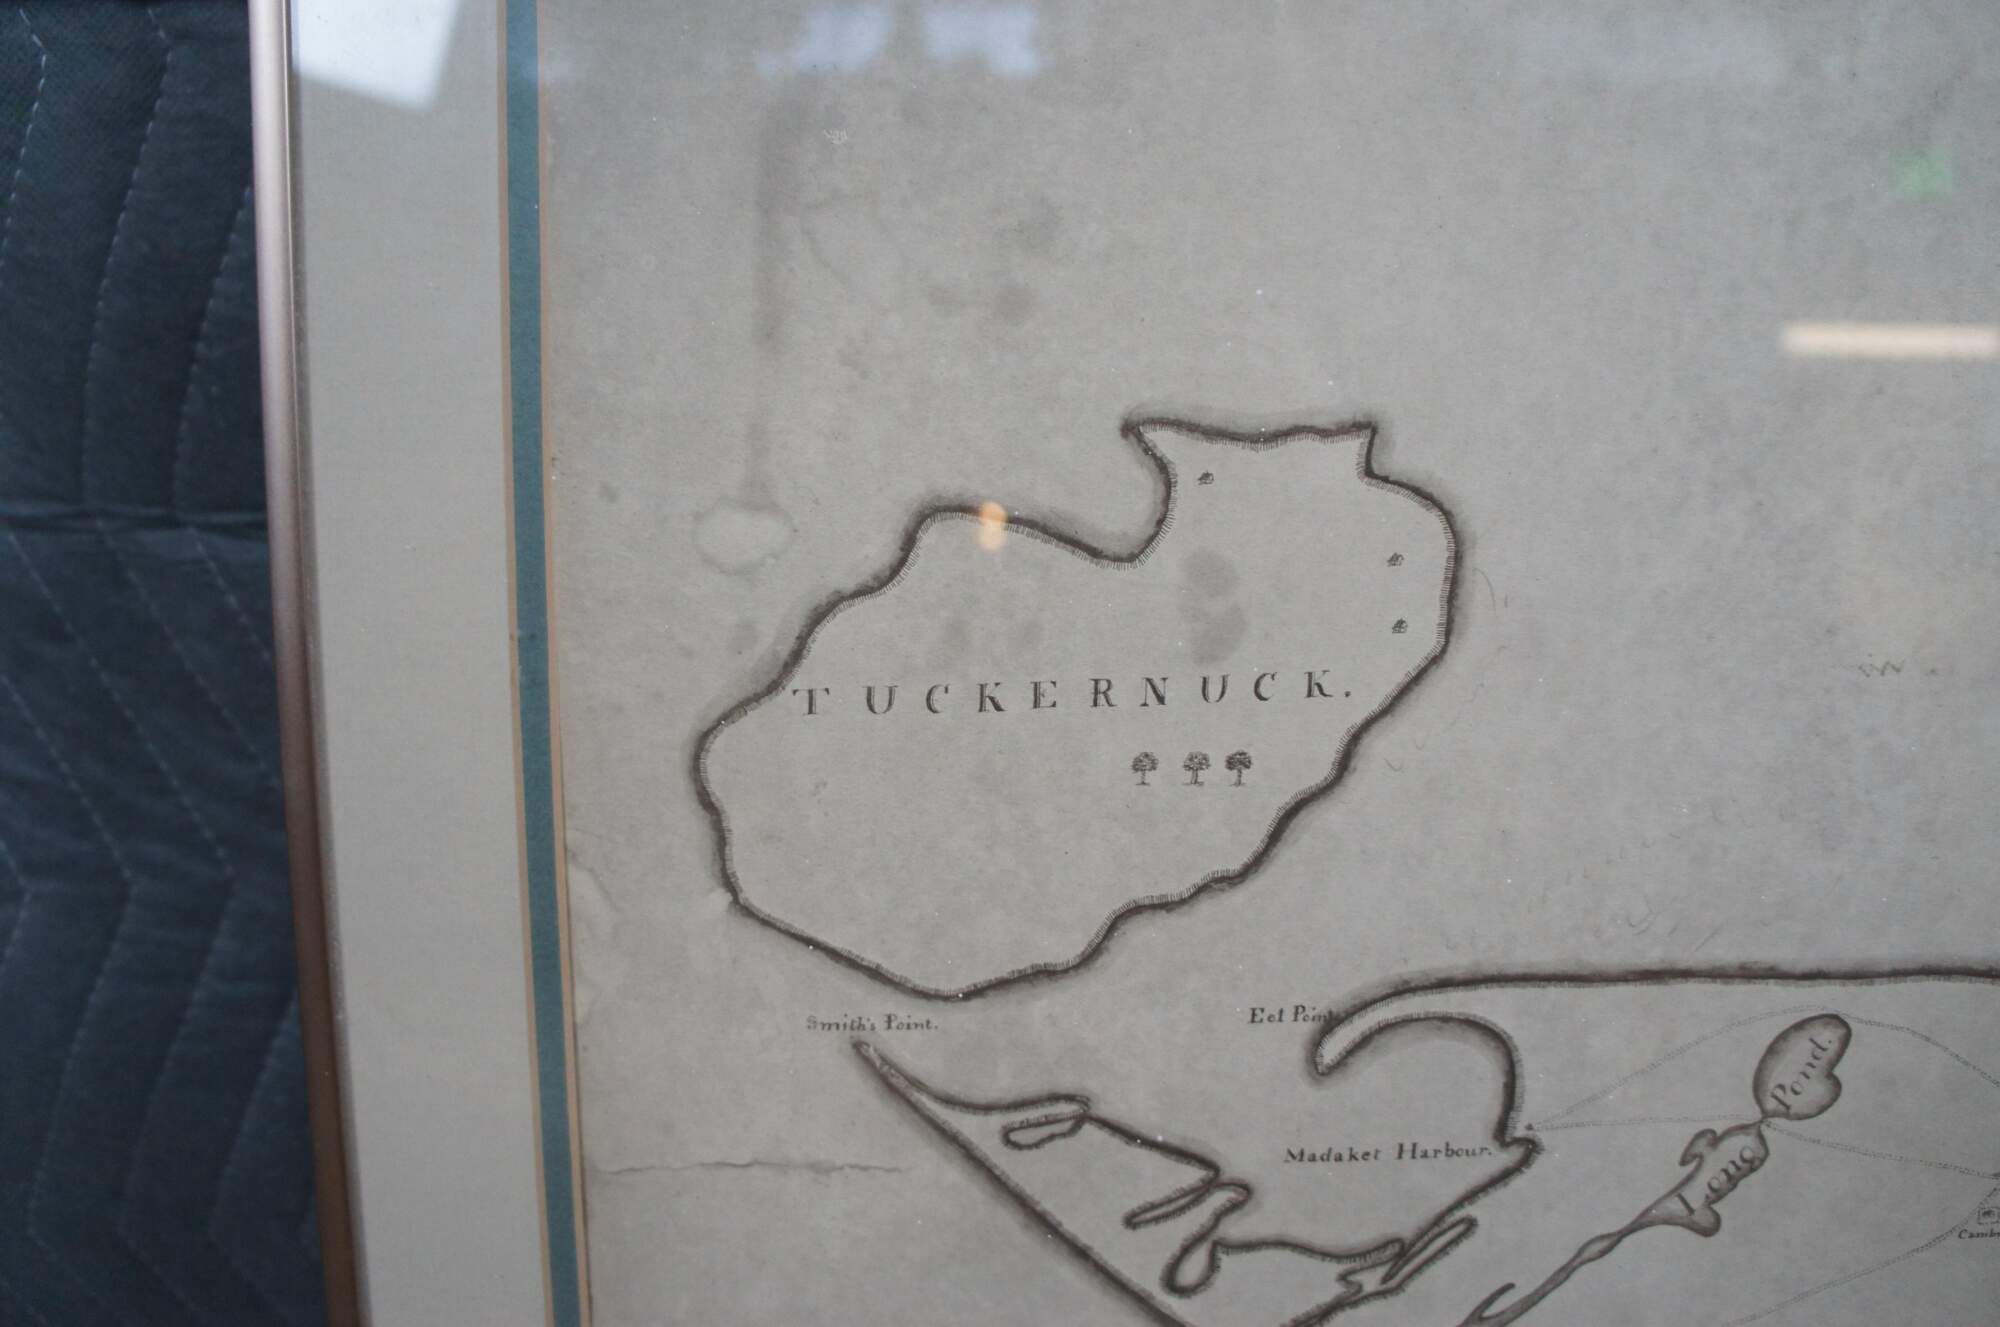 TUCKERNUCK.
Smith's Point.
Eel Point
Madaket Harbour.
Long Pond.